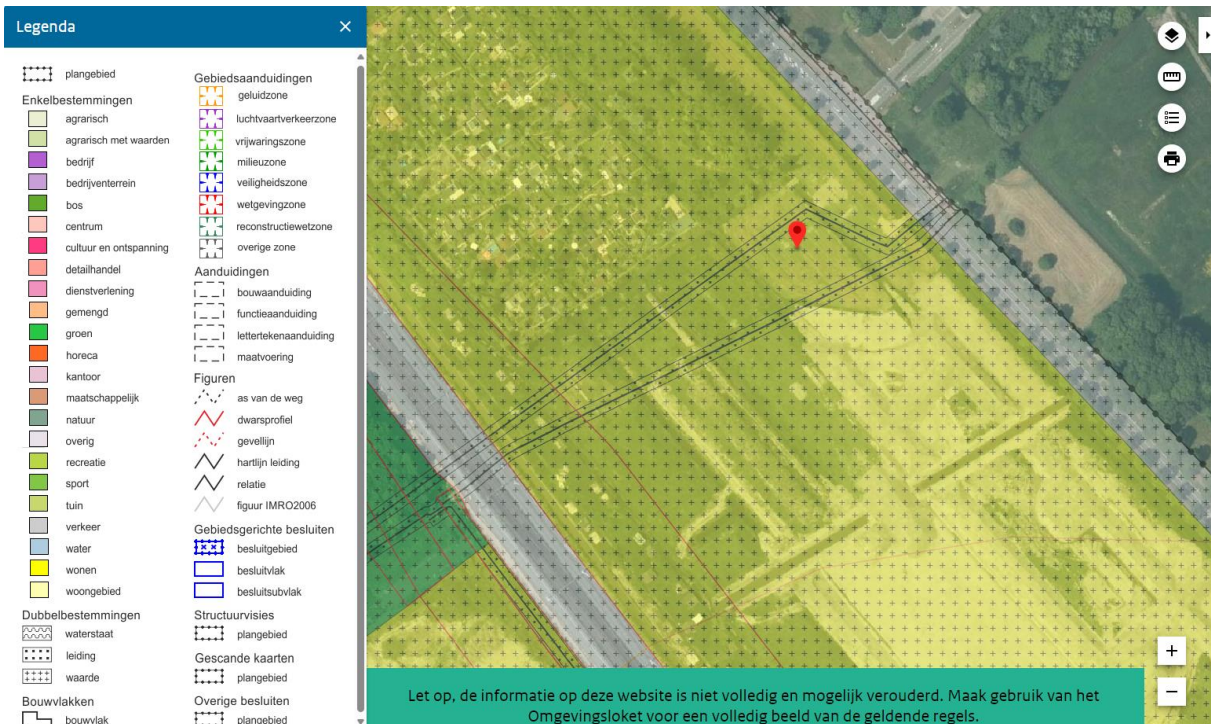 Legenda
plangebied
Enkelbestemmingen
agrarisch
agrarisch met waarden
bedrijf
bedrijventerrein
bos
centrum
cultuur en ontspanning
detailhandel
dienstverlening
gemengd
groen
horeca
kantoor
maatschappelijk
natuur
overig
recreatie
sport
tuin
verkeer
water
wonen
woongebied
Dubbelbestemmingen
waterstaat
leiding
waarde
Bouwvlakken
bouwvlak
Gebiedsaanduidingen
geluidzone
luchtvaartverkeerzone
vrijwaringszone
milieuzone
veiligheidszone
wetgevingzone
reconstructiewetzone
overige zone
Aanduidingen
bouwaanduiding
functieaanduiding
lettertekenaanduiding
maatvoering
Figuren
as van de weg
dwarsprofiel
gevellijn
hartlijn leiding
relatie
figuur IMRO2006
Gebiedsgerichte besluiten
besluitgebied
besluitvlak
besluitsubvlak
Structuurvisies
plangebied
Gescande kaarten
plangebied
Overige besluiten
plangebied
Let op, de informatie op deze website is niet volledig en mogelijk verouderd. Maak gebruik van het
Omgevingsloket voor een volledig beeld van de geldende regels.